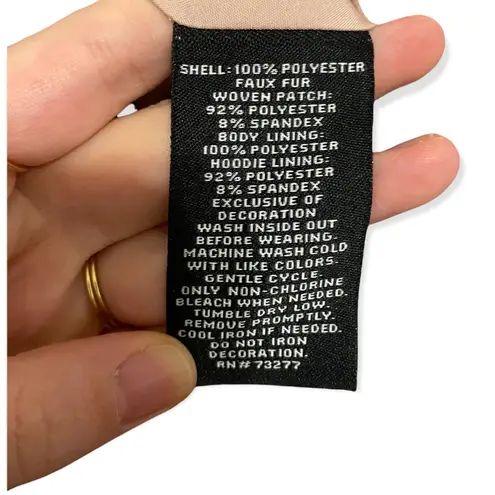 SHELL: 100% POLYESTER
FAUX FUR
WOVEN PATCH:
92% POLYESTER
8% SPANDEX
BODY LINING:
100% POLYESTER
HOODIE LINING:
92% POLYESTER
8% SPANDEX
EXCLUSIVE OF
DECORATION
WASH INSIDE OUT
BEFORE WEARING.
MACHINE WASH COLD
WITH LIKE COLORS.
GENTLE CYCLE.
ONLY NON-CHLORINE
BLEACH WHEN NEEDED.
TUMBLE DRY LOW.
REMOVE PROMPTLY.
COOL IRON IF NEEDED.
DO NOT IRON
DECORATION.
RN# 73277